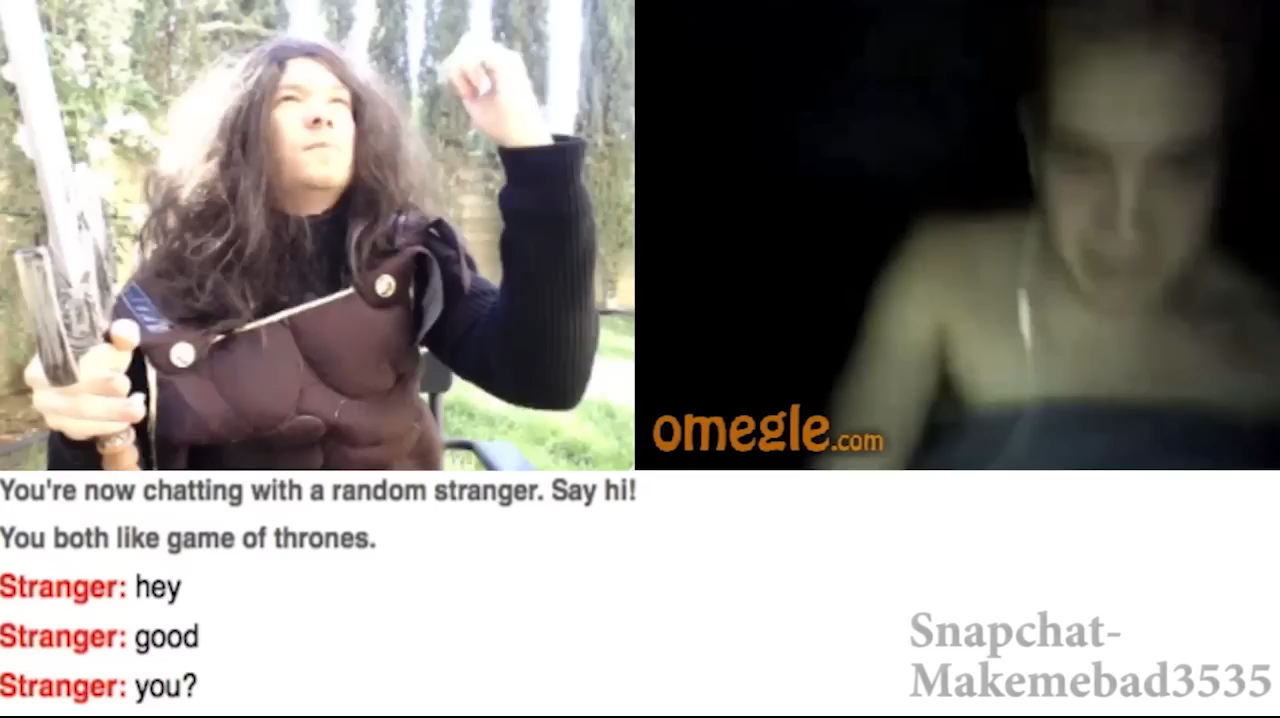 omegle.com
You're now chatting with a random stranger. Say hi!
You both like game of thrones.
Stranger: hey
Stranger: good
Stranger: you?
Snapchat-
Makemebad3535